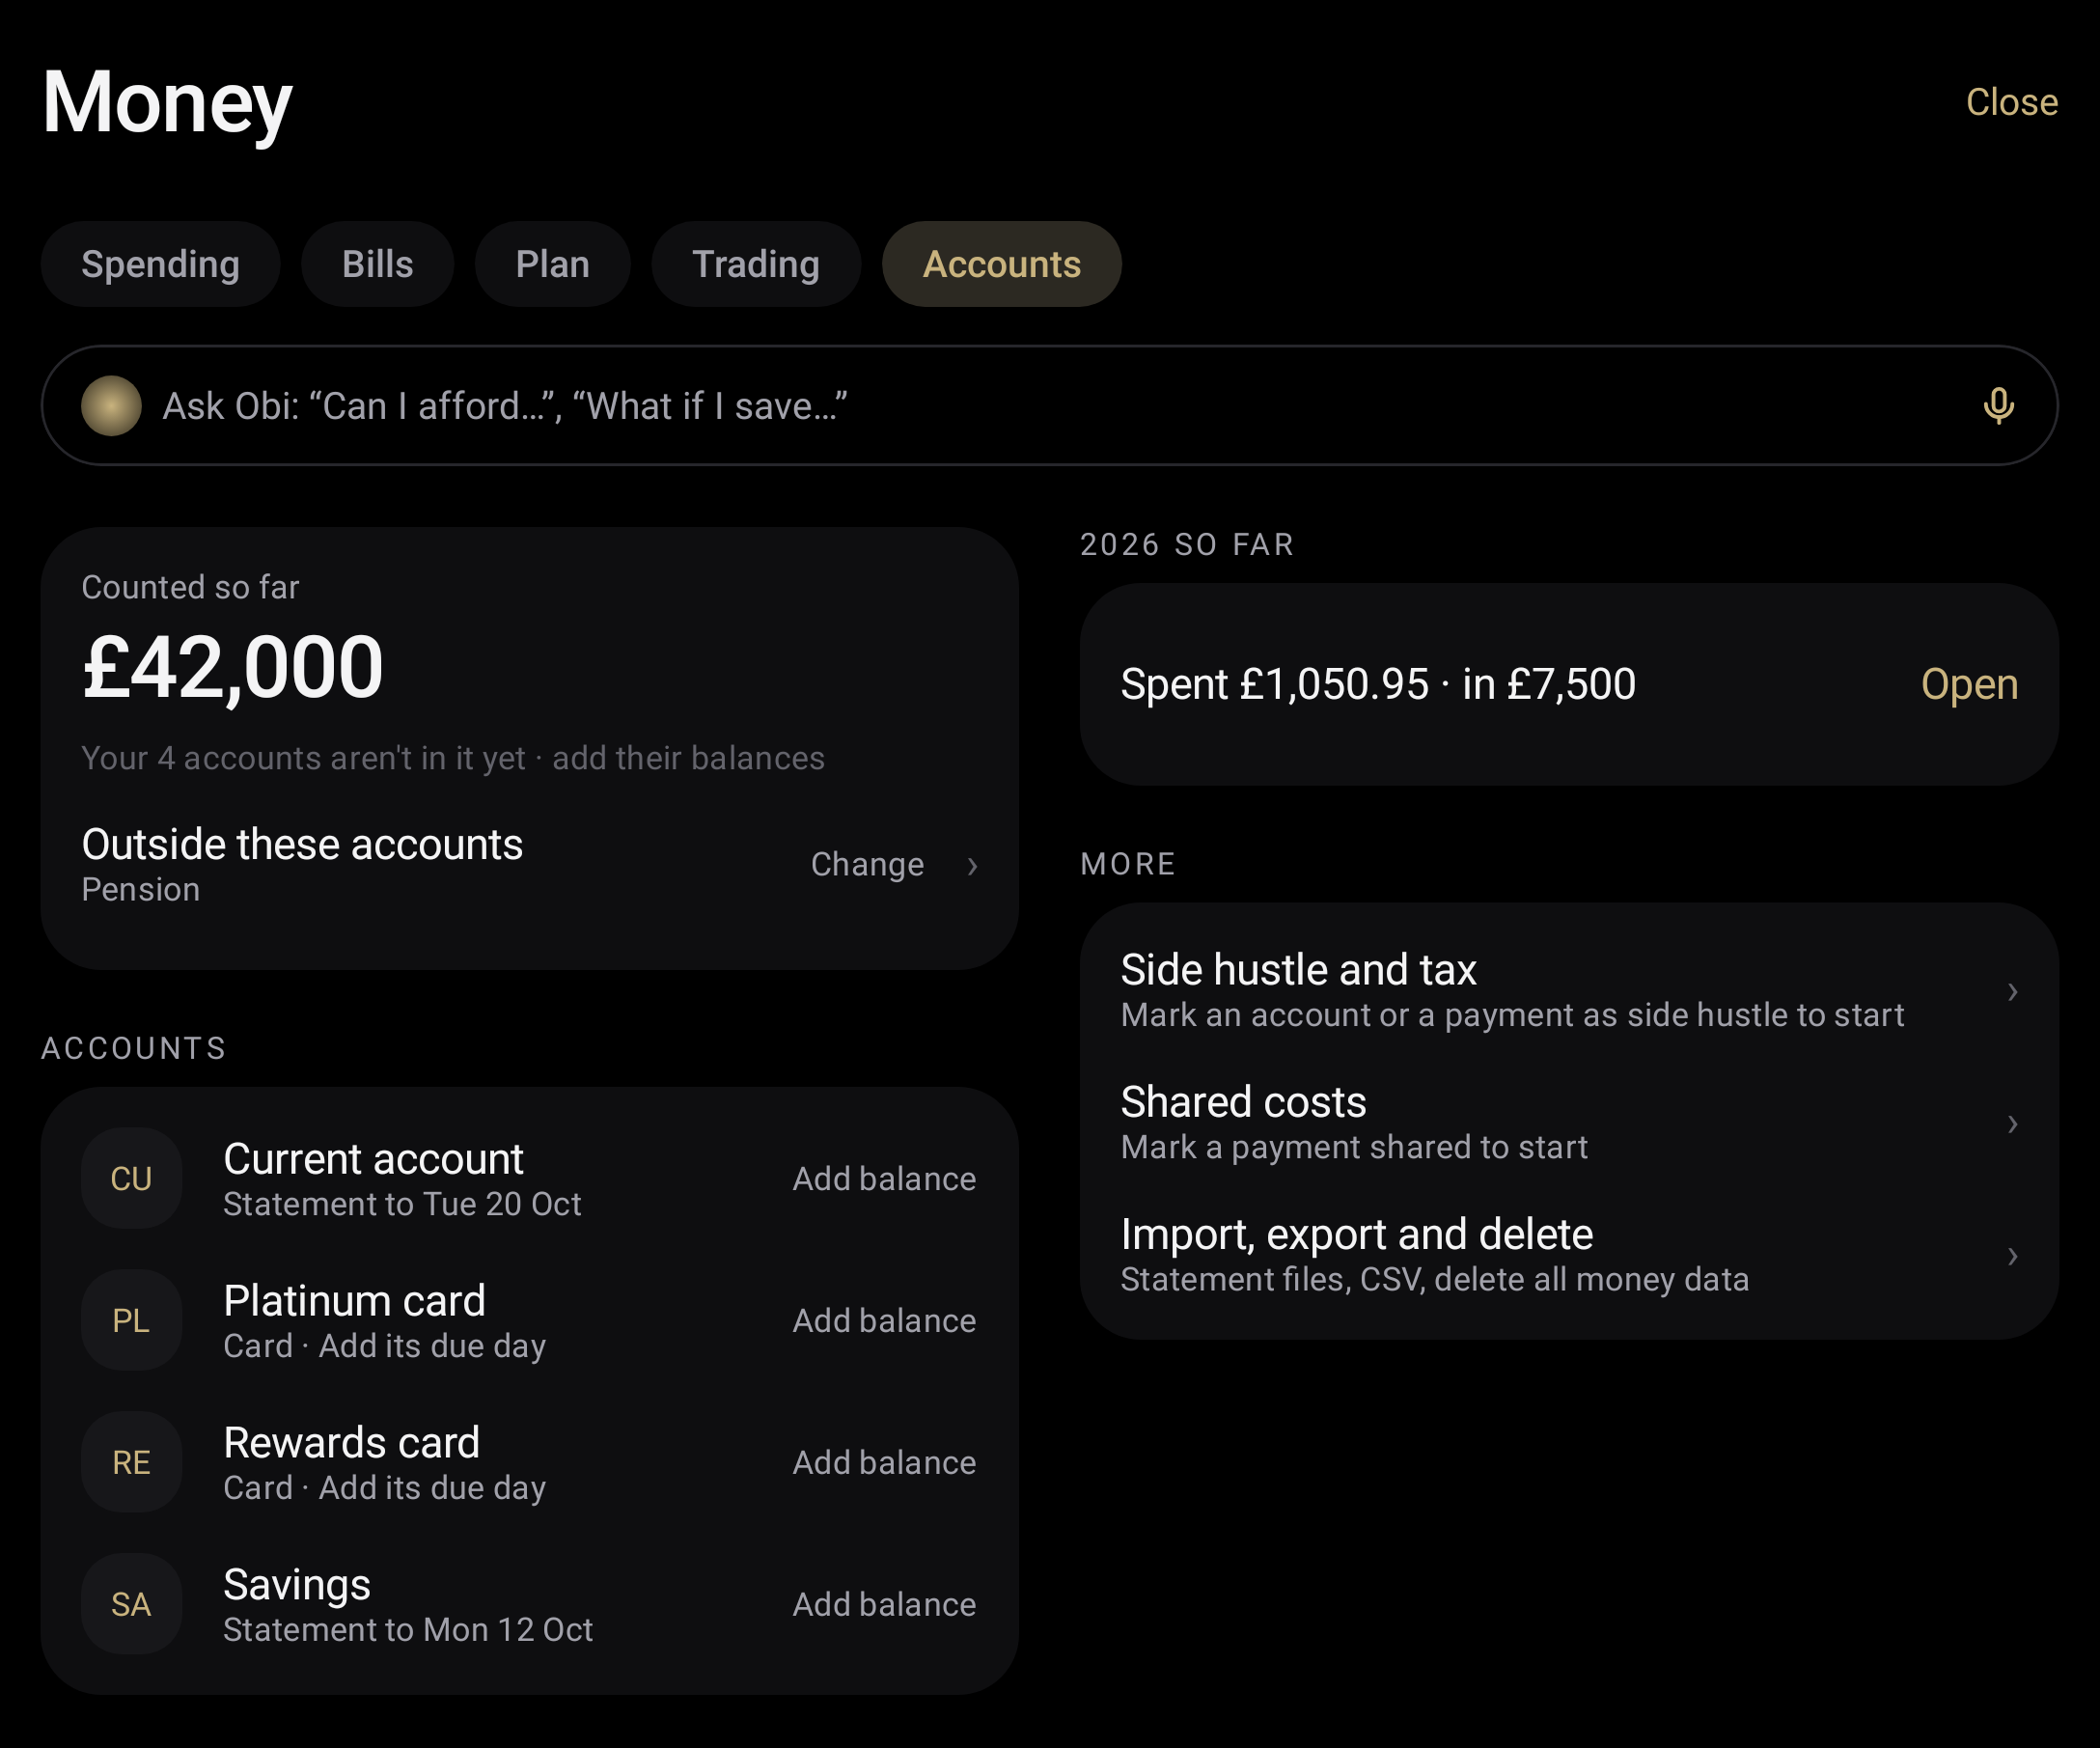 Money
Close
Spending
Bills
Plan
Trading
Accounts
Ask Obi: “Can I afford…”, “What if I save…”
Counted so far
£42,000
Your 4 accounts aren't in it yet · add their balances
Outside these accounts
Pension
Change ›
ACCOUNTS
CU
Current account
Statement to Tue 20 Oct
Add balance
PL
Platinum card
Card · Add its due day
Add balance
RE
Rewards card
Card · Add its due day
Add balance
SA
Savings
Statement to Mon 12 Oct
Add balance
2026 SO FAR
Spent £1,050.95 · in £7,500
Open
MORE
Side hustle and tax
Mark an account or a payment as side hustle to start
›
Shared costs
Mark a payment shared to start
›
Import, export and delete
Statement files, CSV, delete all money data
›